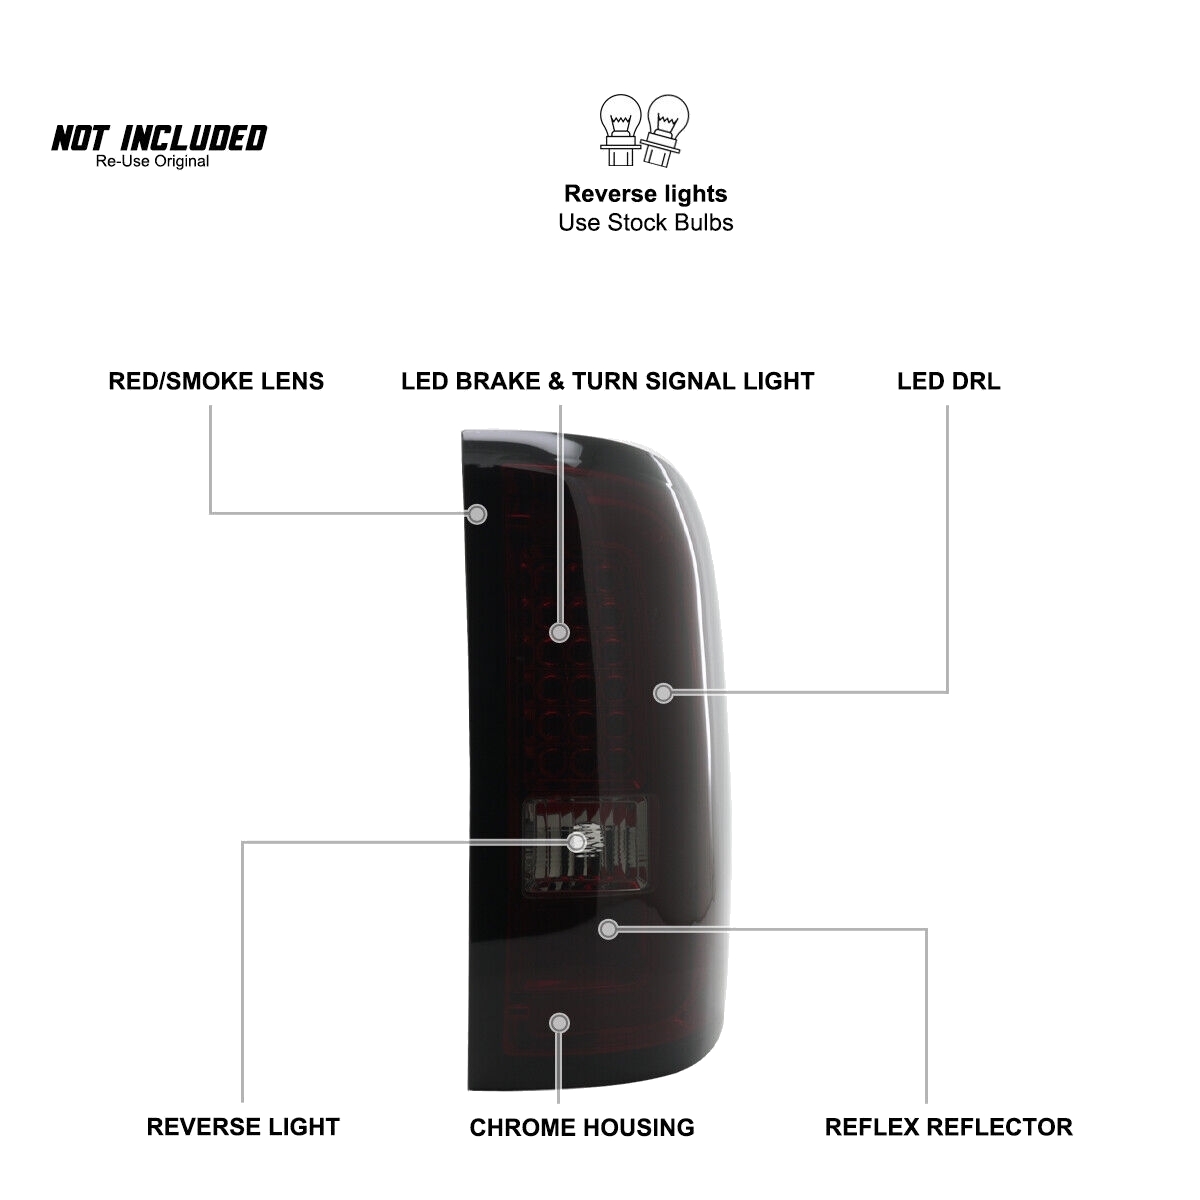 NOT INCLUDED
Re-Use Original
Reverse lights
Use Stock Bulbs
RED/SMOKE LENS
LED BRAKE & TURN SIGNAL LIGHT
LED DRL
REVERSE LIGHT
CHROME HOUSING
REFLEX REFLECTOR